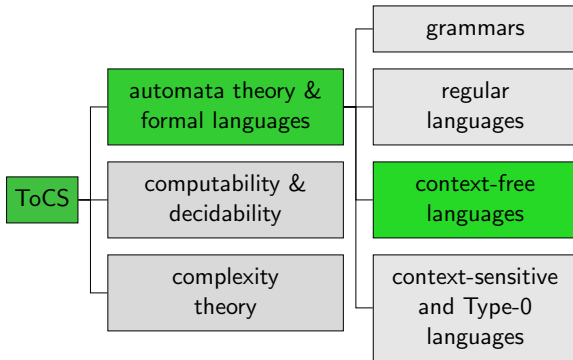 ToCS
automata theory &
formal languages
computability &
decidability
complexity
theory
grammars
regular
languages
context-free
languages
context-sensitive
and Type-0
languages